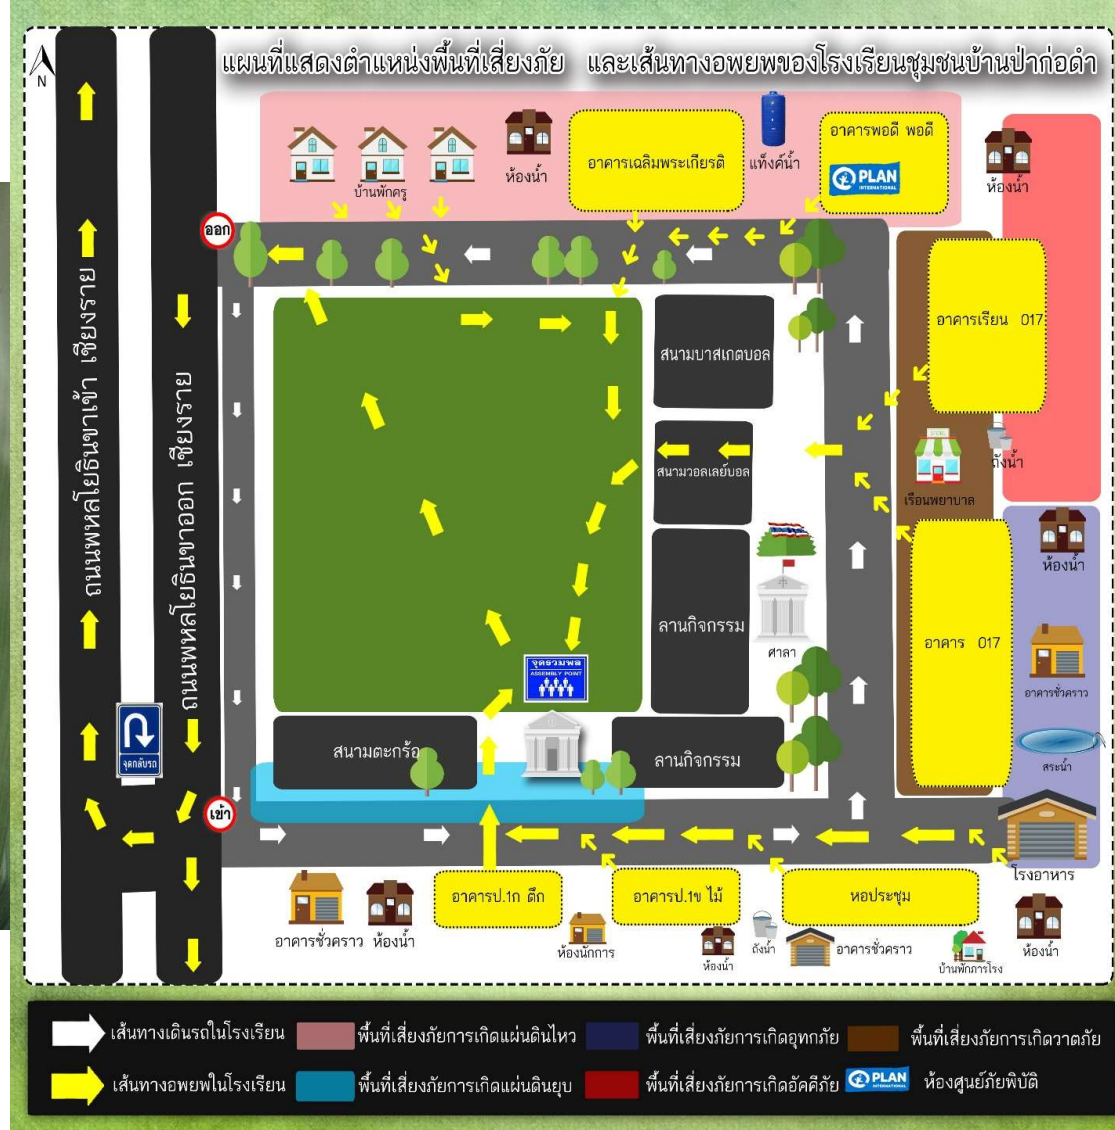 แผนที่แสดงตำแหน่งพื้นที่เสี่ยงภัย และเส้นทางอพยพของโรงเรียนชุมชนบ้านป่าก่อดำ
N
ถนนพหลโยธินขาเข้า เชียงราย
ถนนพหลโยธินขาออก เชียงราย
จุดกลับรถ
ออก
เข้า
บ้านพักครู
ห้องน้ำ
อาคารเฉลิมพระเกียรติ
แท็งค์น้ำ
อาคารพอดี พอดี
PLAN
INTERNATIONAL
ห้องน้ำ
อาคารเรียน 017
สนามบาสเกตบอล
สนามวอลเลย์บอล
เรือนพยาบาล
ถังน้ำ
ห้องน้ำ
ลานกิจกรรม
ศาลา
อาคาร 017
อาคารชั่วคราว
จุดรวมพล
ASSEMBLY POINT
สนามตะกร้อ
ลานกิจกรรม
สระน้ำ
โรงอาหาร
อาคารชั่วคราว
ห้องน้ำ
อาคารป.1ก ตึก
ห้องนักการ
อาคารป.1ข ไม้
ห้องน้ำ
ถังน้ำ
หอประชุม
อาคารชั่วคราว
บ้านพักภารโรง
ห้องน้ำ
เส้นทางเดินรถในโรงเรียน
พื้นที่เสี่ยงภัยการเกิดแผ่นดินไหว
พื้นที่เสี่ยงภัยการเกิดอุทกภัย
พื้นที่เสี่ยงภัยการเกิดวาตภัย
เส้นทางอพยพในโรงเรียน
พื้นที่เสี่ยงภัยการเกิดแผ่นดินยุบ
พื้นที่เสี่ยงภัยการเกิดอัคคีภัย
PLAN
INTERNATIONAL
ห้องศูนย์ภัยพิบัติ